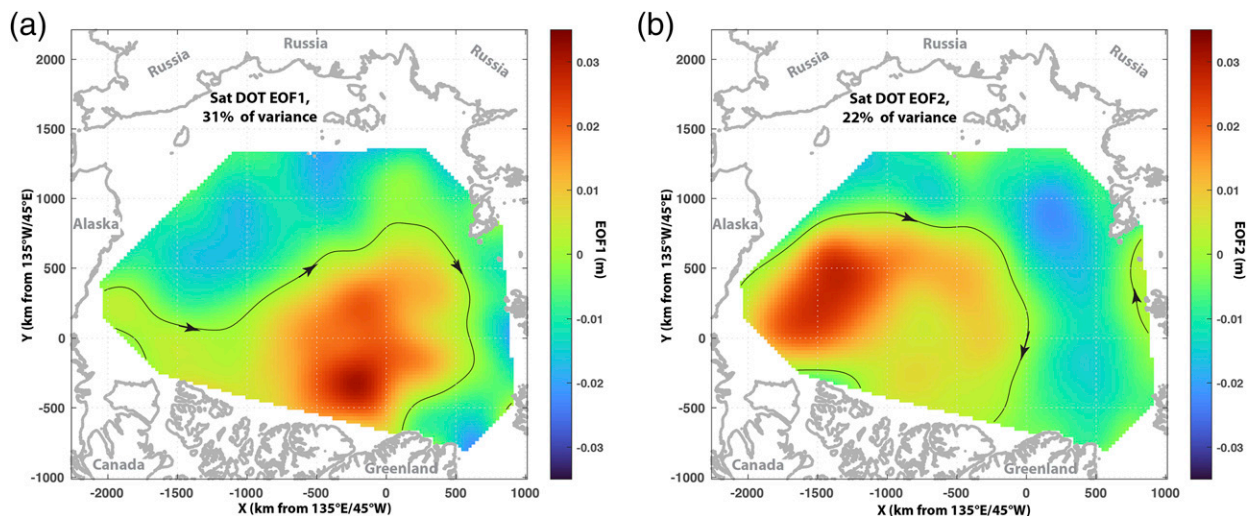 (a)
Russia
Russia
Russia
Sat DOT EOF1,
31% of variance
Alaska
Canada
Greenland
2000
1500
1000
500
0
-500
-1000
-2000 -1500 -1000 -500 0 500 1000
X (km from 135°E/45°W)
Y (km from 135°W/45°E)
0.03
0.02
0.01
0
-0.01
-0.02
-0.03
EOF1 (m)
(b)
Russia
Russia
Russia
Sat DOT EOF2,
22% of variance
Alaska
Canada
Greenland
2000
1500
1000
500
0
-500
-1000
-2000 -1500 -1000 -500 0 500 1000
X (km from 135°E/45°W)
Y (km from 135°W/45°E)
0.03
0.02
0.01
0
-0.01
-0.02
-0.03
EOF2 (m)